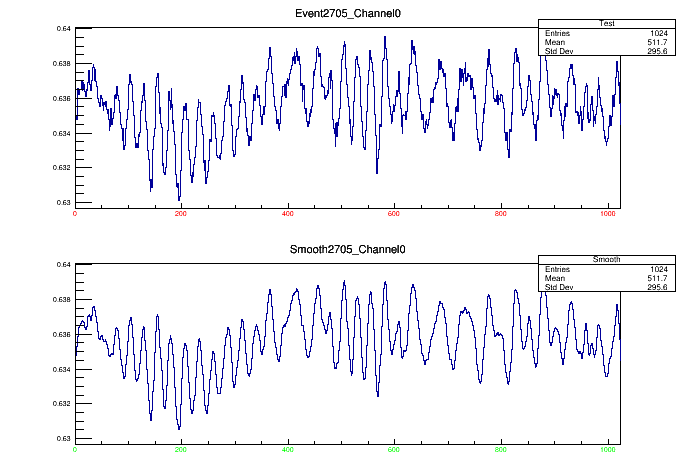 Event2705_Channel0
Test
Entries 1024
Mean 511.7
Std Dev 295.6
0.64
0.638
0.636
0.634
0.632
0.63
0 200 400 600 800 1000
Smooth2705_Channel0
Smooth
Entries 1024
Mean 511.7
Std Dev 295.6
0.64
0.638
0.636
0.634
0.632
0.63
0 200 400 600 800 1000